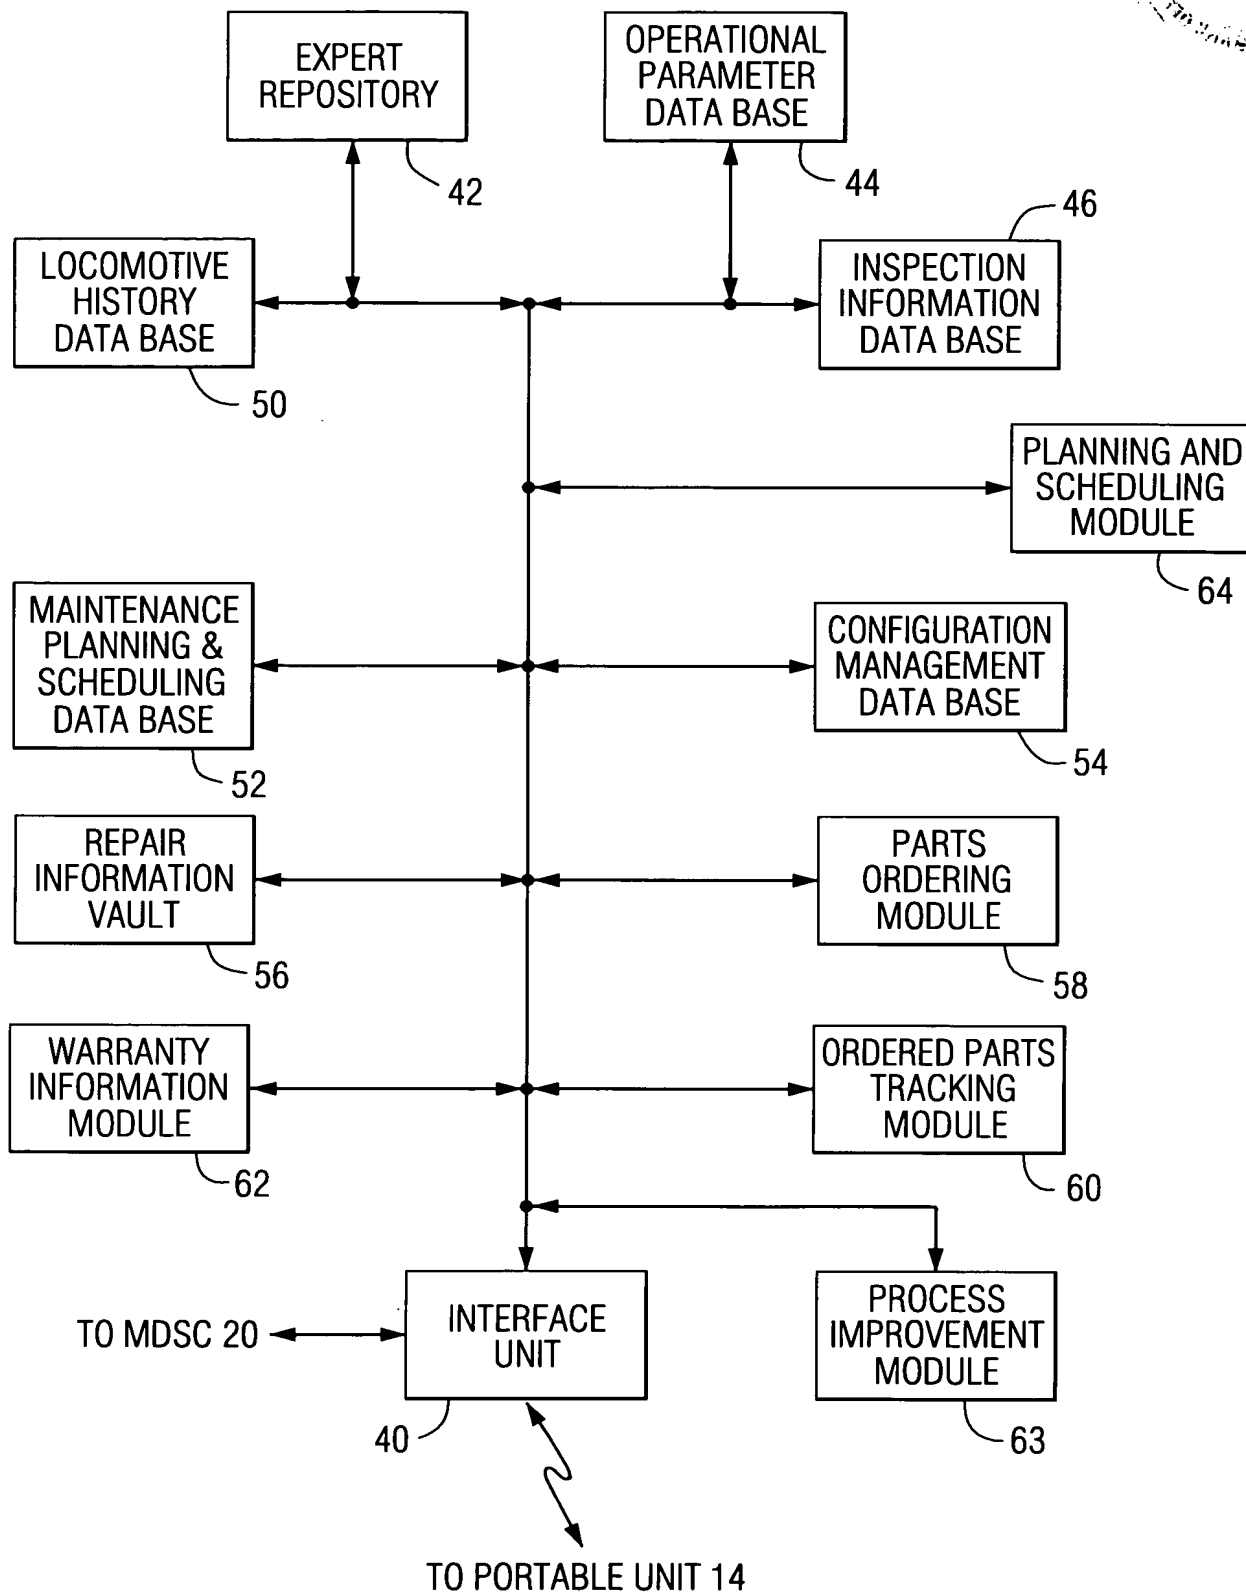 EXPERT
REPOSITORY
42
OPERATIONAL
PARAMETER
DATA BASE
44
LOCOMOTIVE
HISTORY
DATA BASE
50
46
INSPECTION
INFORMATION
DATA BASE
PLANNING AND
SCHEDULING
MODULE
64
MAINTENANCE
PLANNING &
SCHEDULING
DATA BASE
52
CONFIGURATION
MANAGEMENT
DATA BASE
54
REPAIR
INFORMATION
VAULT
56
PARTS
ORDERING
MODULE
58
WARRANTY
INFORMATION
MODULE
62
ORDERED PARTS
TRACKING
MODULE
60
TO MDSC 20
INTERFACE
UNIT
40
PROCESS
IMPROVEMENT
MODULE
63
TO PORTABLE UNIT 14